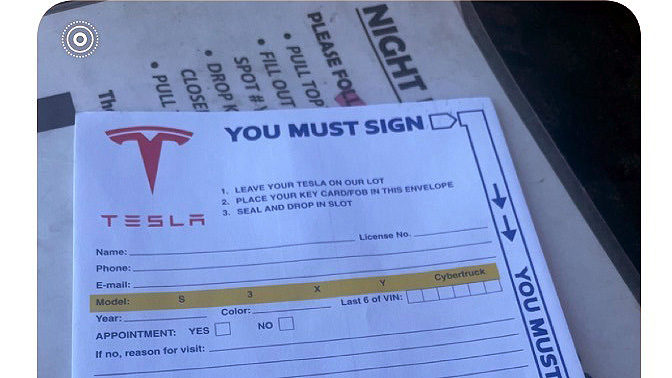 NIGHT
PLEASE FOLL
• PULL TOP
• FILL OUT
• DROP K
SPOT #
CLOSE
• PULL
Th
YOU MUST SIGN
1. LEAVE YOUR TESLA ON OUR LOT
2. PLACE YOUR KEY CARD/FOB IN THIS ENVELOPE
3. SEAL AND DROP IN SLOT
TESLA
Name: License No.
Phone:
E-mail:
Model: S 3 X Y Cybertruck
Year: Color: Last 6 of VIN:
APPOINTMENT: YES NO
If no, reason for visit:
YOU MUST